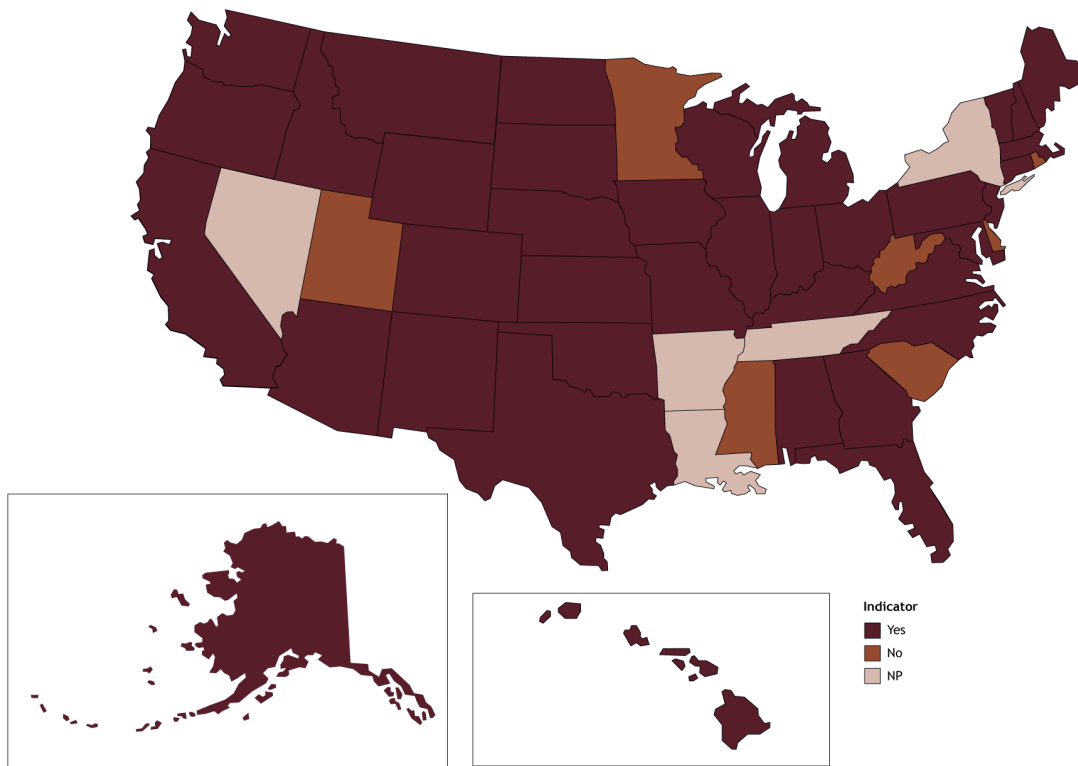 Indicator
Yes
No
NP